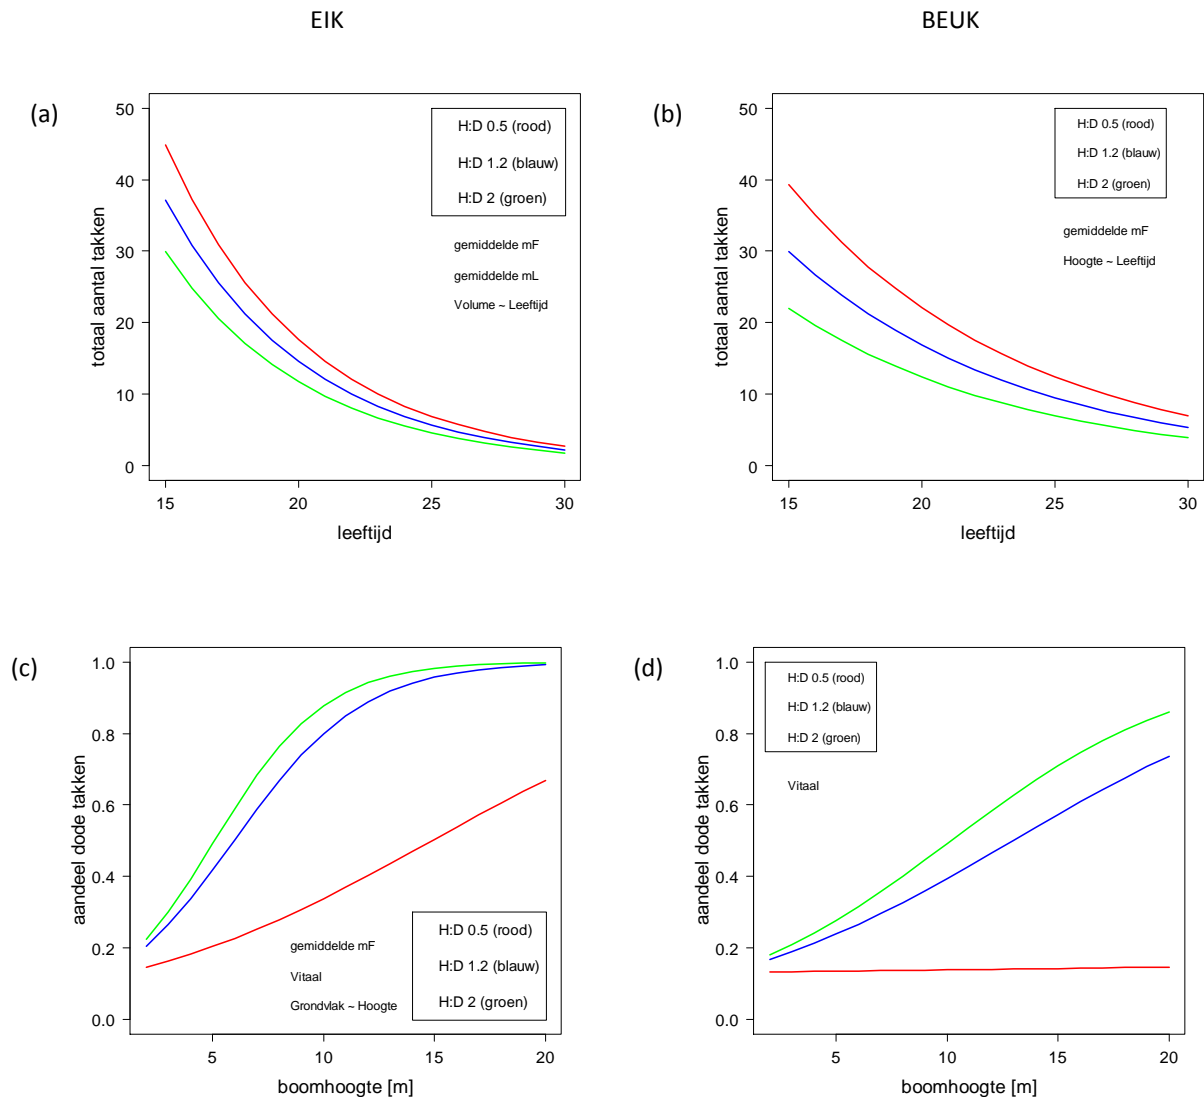 EIK
BEUK
(a)
totaal aantal takken
50
40
30
20
10
0
H:D 0.5 (rood)
H:D 1.2 (blauw)
H:D 2 (groen)
gemiddelde mF
gemiddelde mL
Volume ~ Leeftijd
15 20 25 30
leeftijd
(b)
totaal aantal takken
50
40
30
20
10
0
H:D 0.5 (rood)
H:D 1.2 (blauw)
H:D 2 (groen)
gemiddelde mF
Hoogte ~ Leeftijd
15 20 25 30
leeftijd
(c)
aandeel dode takken
1.0
0.8
0.6
0.4
0.2
0.0
gemiddelde mF
Vitaal
Grondvlak ~ Hoogte
H:D 0.5 (rood)
H:D 1.2 (blauw)
H:D 2 (groen)
5 10 15 20
boomhoogte [m]
(d)
aandeel dode takken
1.0
0.8
0.6
0.4
0.2
0.0
H:D 0.5 (rood)
H:D 1.2 (blauw)
H:D 2 (groen)
Vitaal
5 10 15 20
boomhoogte [m]